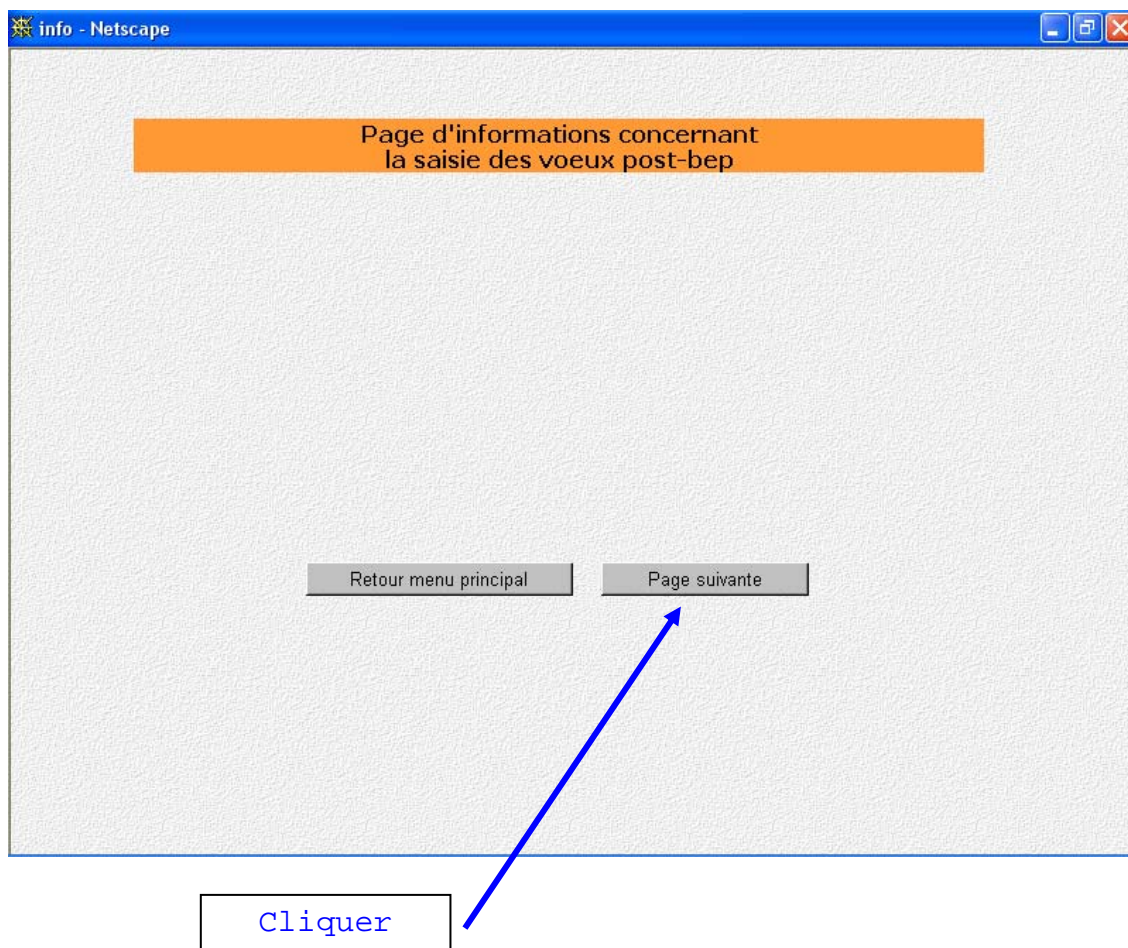 info - Netscape
Page d'informations concernant
la saisie des voeux post-bep
Retour menu principal
Page suivante
Cliquer